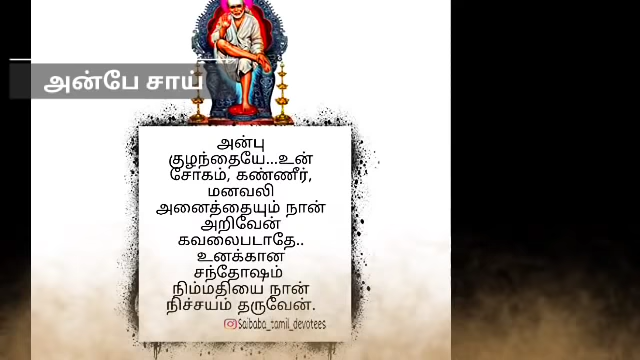 அன்பே சாய்
அன்பு
குழந்தையே...உன்
சோகம், கண்ணீர்,
மனவலி
அனைத்தையும் நான்
அறிவேன்
கவலைபடாதே..
உனக்கான
சந்தோஷம்
நிம்மதியை நான்
நிச்சயம் தருவேன்.
Saibaba_tamil_devotees